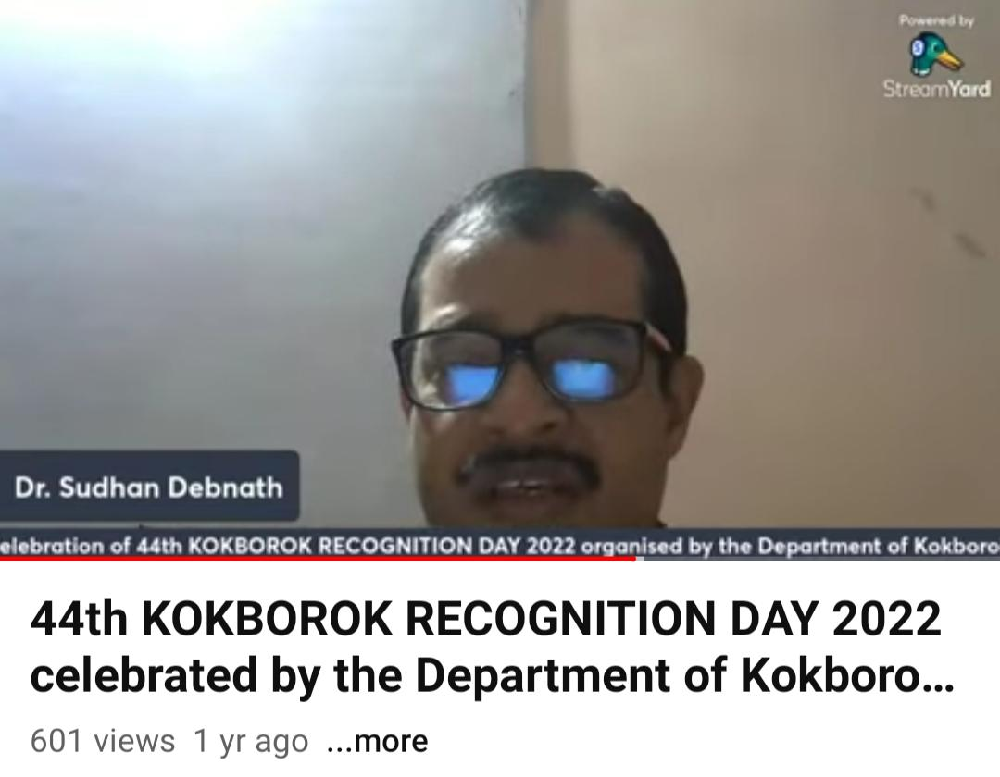 Powered by
StreamYard
Dr. Sudhan Debnath
elebration of 44th KOKBOROK RECOGNITION DAY 2022 organised by the Department of Kokboro
44th KOKBOROK RECOGNITION DAY 2022
celebrated by the Department of Kokboro...
601 views 1 yr ago ...more